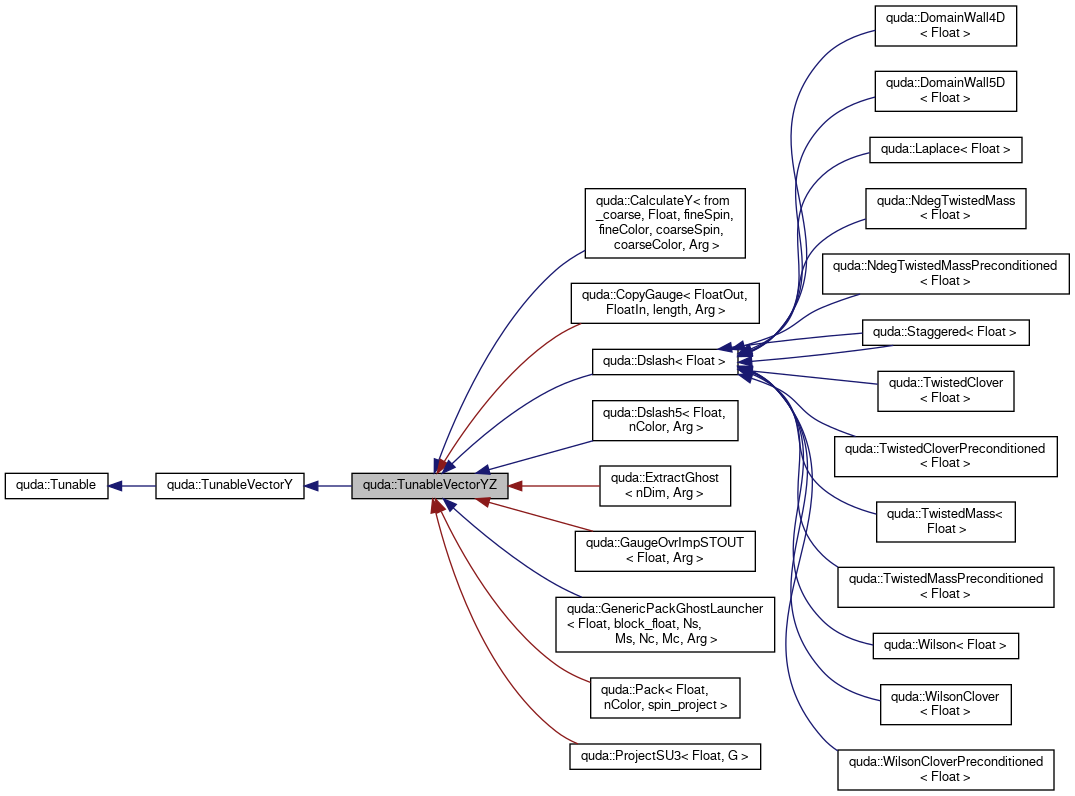 quda::Tunable
quda::TunableVectorY
quda::TunableVectorYZ
quda::CalculateY< from
_coarse, Float, fineSpin,
fineColor, coarseSpin,
coarseColor, Arg >
quda::CopyGauge< FloatOut,
FloatIn, length, Arg >
quda::Dslash< Float >
quda::Dslash5< Float,
nColor, Arg >
quda::ExtractGhost
< nDim, Arg >
quda::GaugeOvrImpSTOUT
< Float, Arg >
quda::GenericPackGhostLauncher
< Float, block_float, Ns,
Ms, Nc, Mc, Arg >
quda::Pack< Float,
nColor, spin_project >
quda::ProjectSU3< Float, G >
quda::DomainWall4D
< Float >
quda::DomainWall5D
< Float >
quda::Laplace< Float >
quda::NdegTwistedMass
< Float >
quda::NdegTwistedMassPreconditioned
< Float >
quda::Staggered< Float >
quda::TwistedClover
< Float >
quda::TwistedCloverPreconditioned
< Float >
quda::TwistedMass<
Float >
quda::TwistedMassPreconditioned
< Float >
quda::Wilson< Float >
quda::WilsonClover
< Float >
quda::WilsonCloverPreconditioned
< Float >